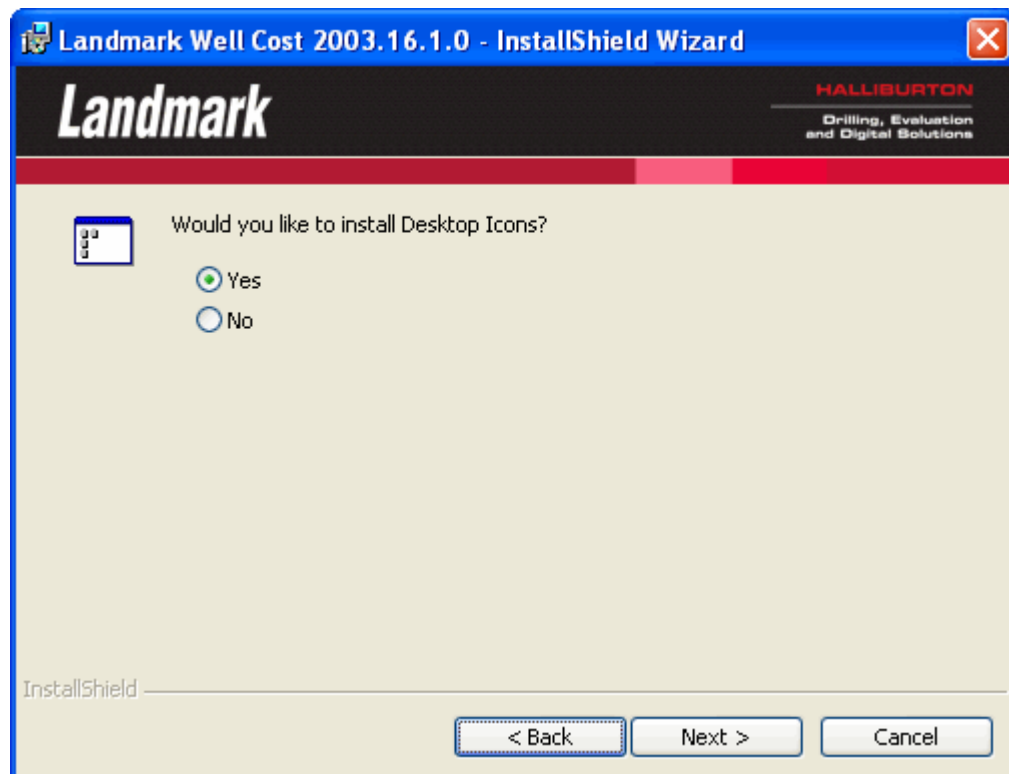 Landmark Well Cost 2003.16.1.0 - InstallShield Wizard
Landmark
HALLIBURTON
Drilling, Evaluation
and Digital Solutions
Would you like to install Desktop Icons?
Yes
No
InstallShield
< Back
Next >
Cancel